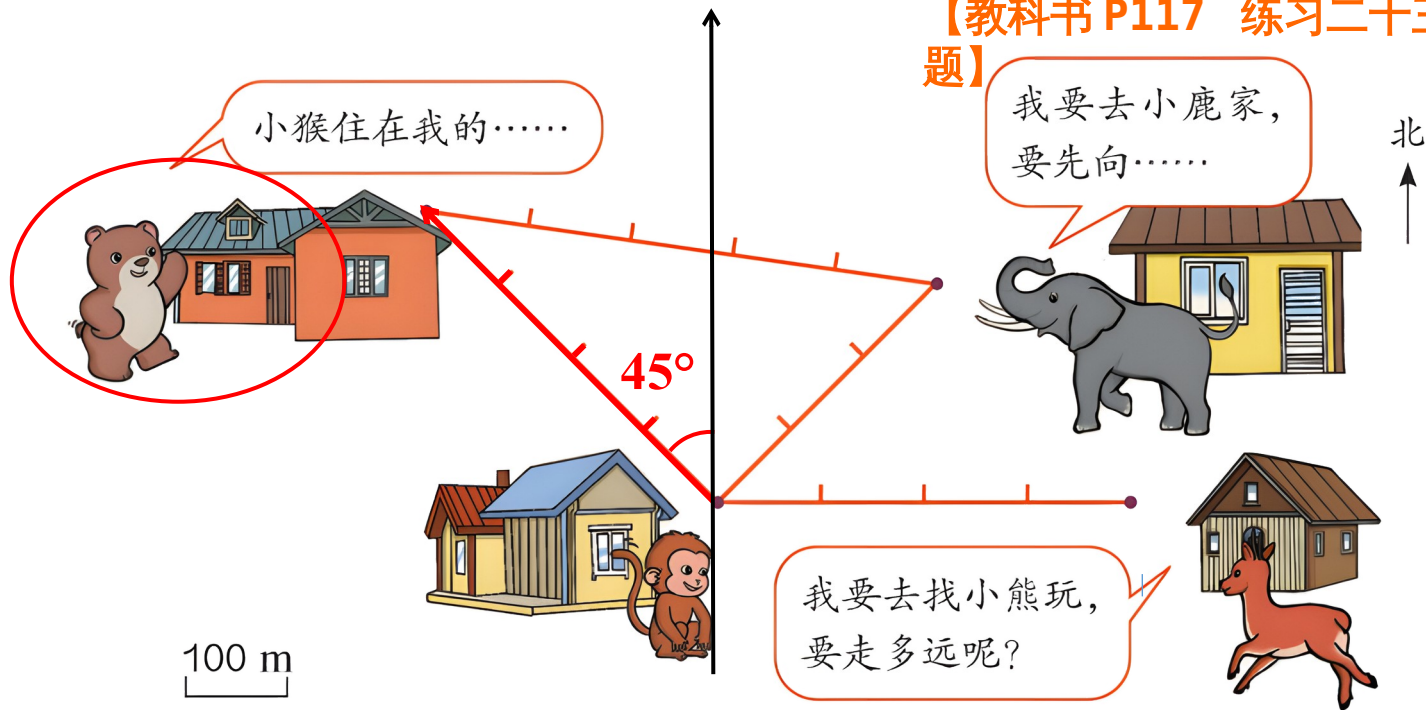 【教科书 P117 练习二十三
题】
小猴住在我的······
我要去小鹿家，
要先向······
北
45°
我要去找小熊玩，
要走多远呢？
100 m